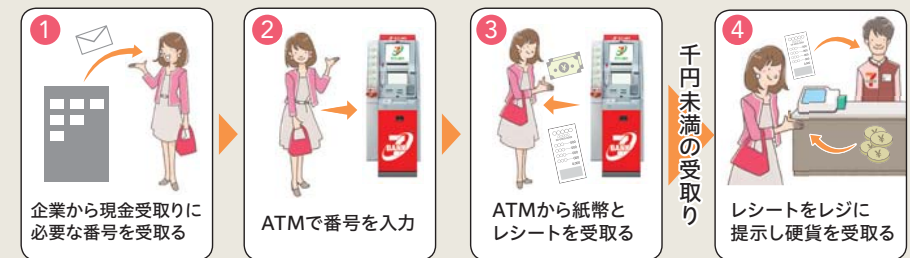 1
企業から現金受取りに
必要な番号を受取る
2
ATMで番号を入力
3
ATMから紙幣と
レシートを受取る
千円未満の受取り
4
レシートをレジに
提示し硬貨を受取る